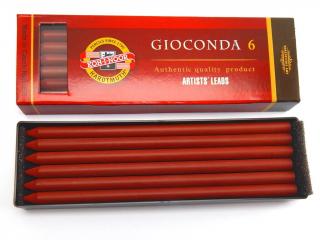 GIOCONDA 6
KOH-I-NOOR
HARDTMUTH
Authentic quality product
ARTISTS' LEADS